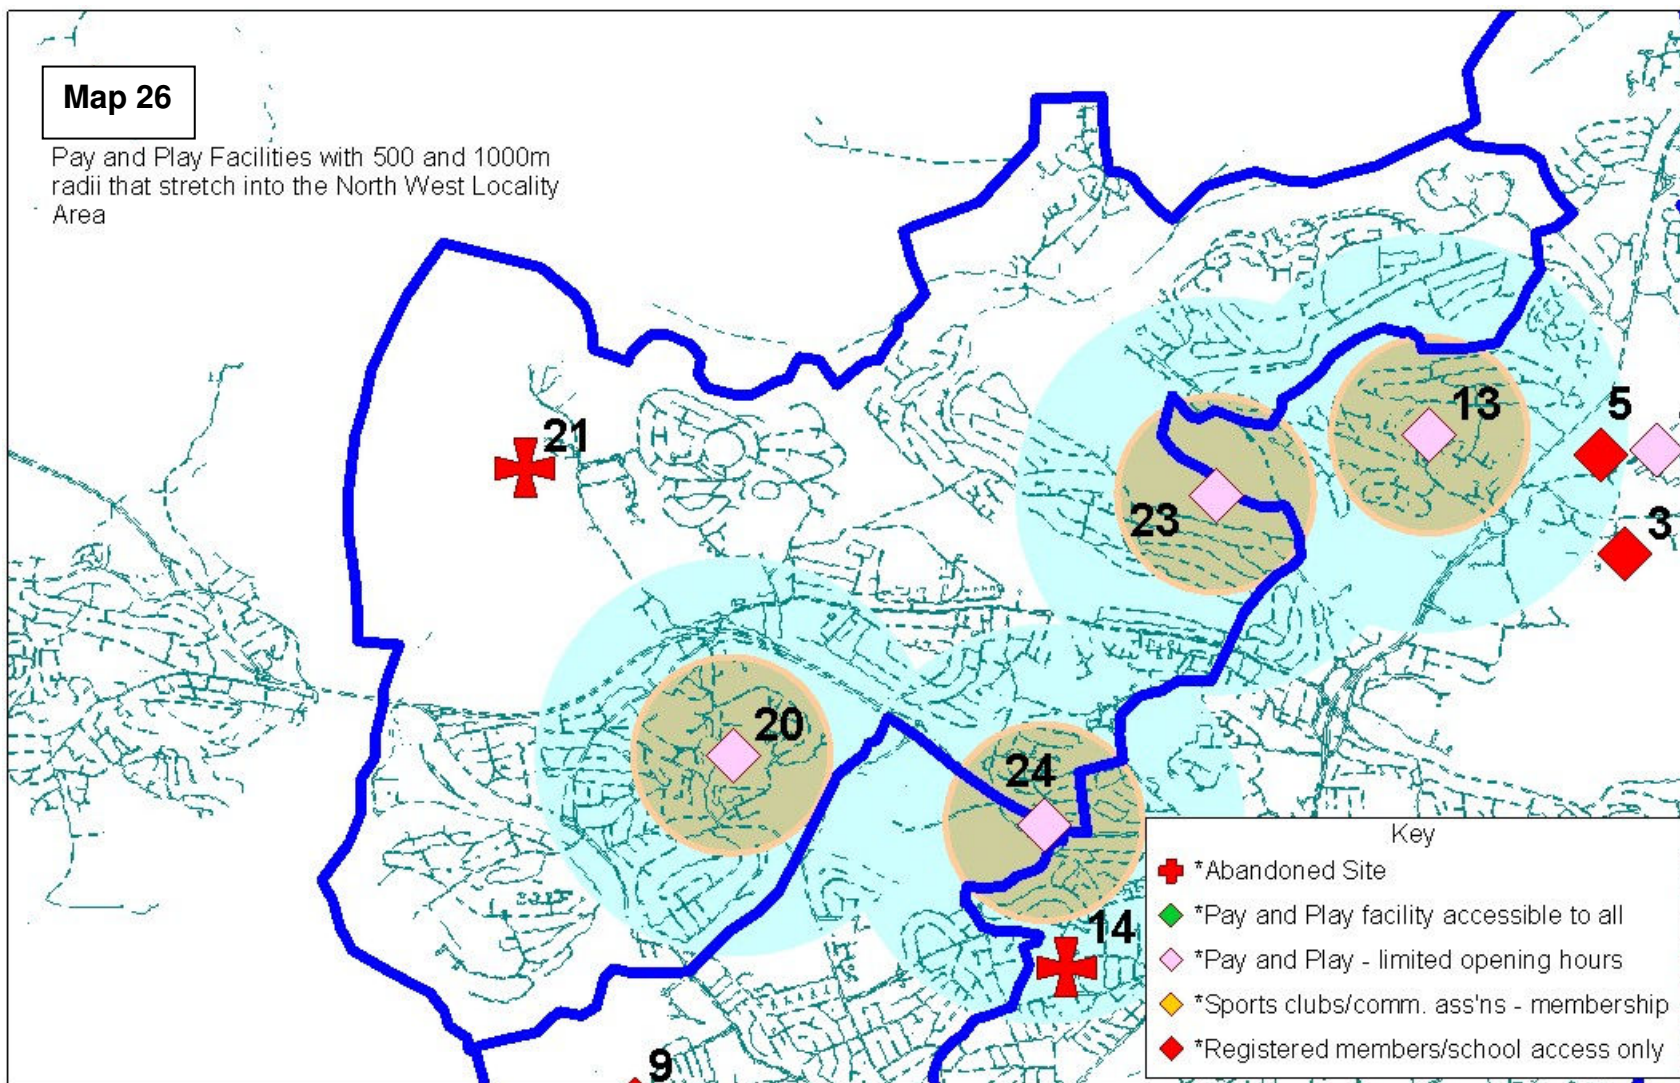 Map 26
Pay and Play Facilities with 500 and 1000m
radii that stretch into the North West Locality
Area
21
13
5
23
3
20
24
14
9
Key
*Abandoned Site
*Pay and Play facility accessible to all
*Pay and Play - limited opening hours
*Sports clubs/comm. ass'ns - membership
*Registered members/school access only